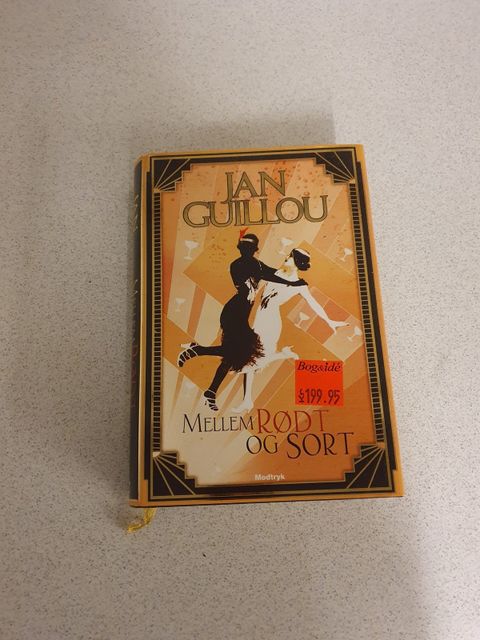 JAN
GUILLOU
Bog&idé
199.95
MELLEM RØDT
OG SORT
Modtryk